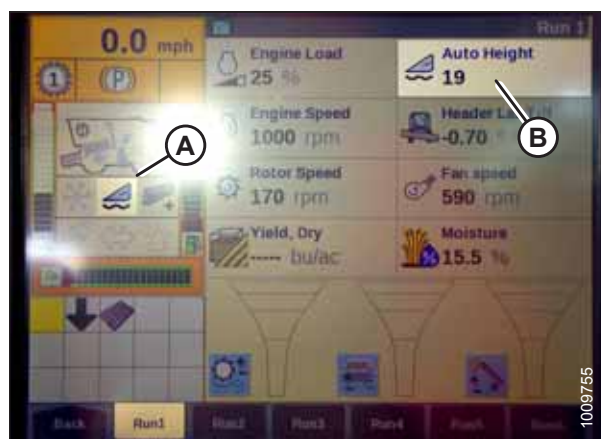 0.0 mph
Run 1
1
(P)
Engine Load
25 %
Auto Height
19
Engine Speed
1000 rpm
Header
-0.70
A
B
Rotor Speed
170 rpm
Fan speed
590 rpm
Yield, Dry
----- bu/ac
Moisture
15.5 %
Back
Run1
Run2
Run3
Run4
Run5
1009755